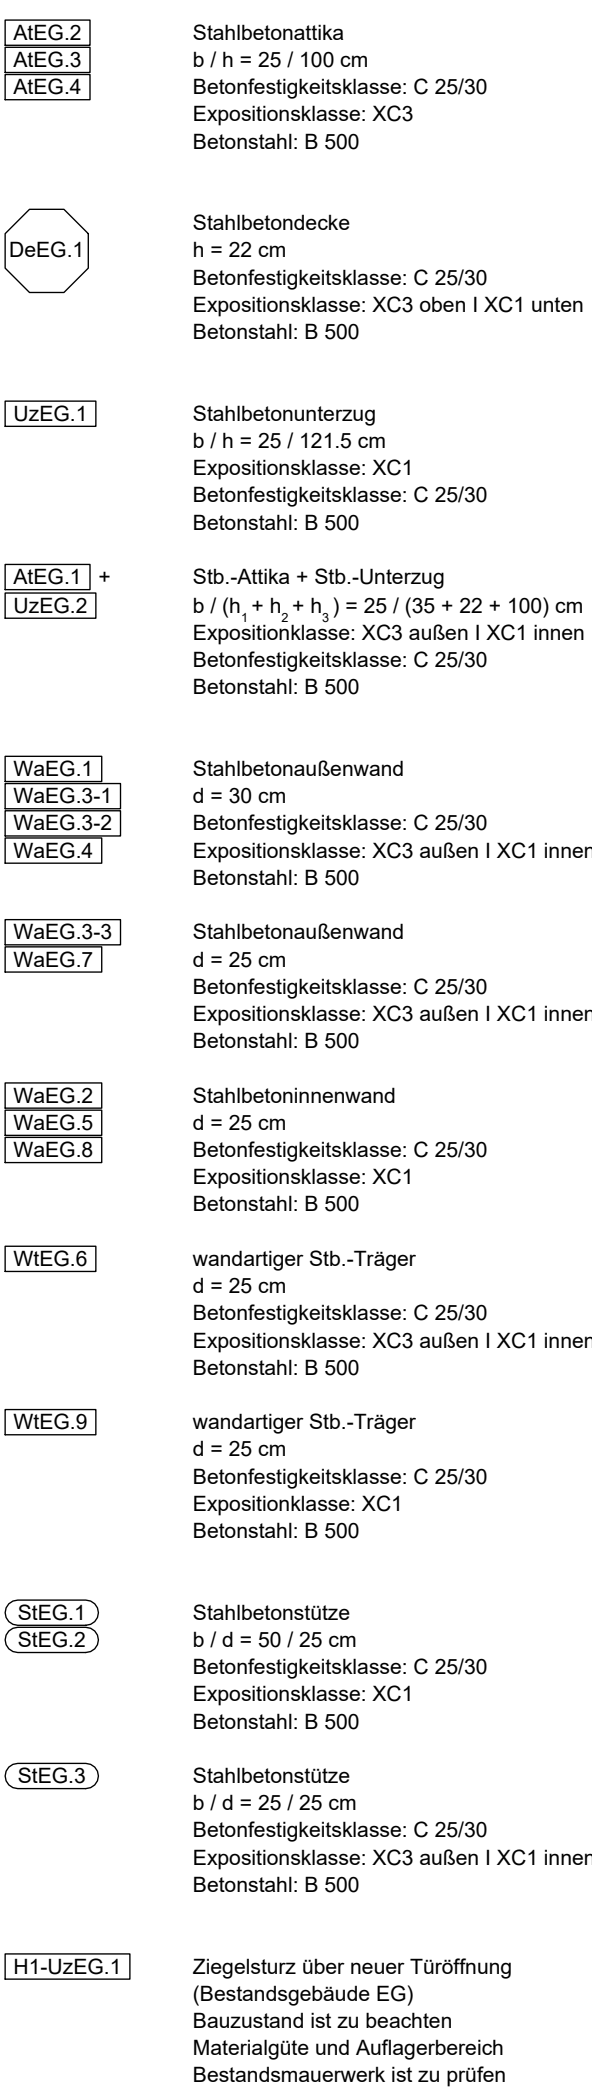 AtEG.2 Stahlbetonattika
AtEG.3 b / h = 25 / 100 cm
AtEG.4 Betonfestigkeitsklasse: C 25/30
Expositionsklasse: XC3
Betonstahl: B 500
Stahlbetondecke
DeEG.1 h = 22 cm
Betonfestigkeitsklasse: C 25/30
Expositionsklasse: XC3 oben I XC1 unten
Betonstahl: B 500
UzEG.1 Stahlbetonunterzug
b / h = 25 / 121.5 cm
Expositionsklasse: XC1
Betonfestigkeitsklasse: C 25/30
Betonstahl: B 500
AtEG.1 + Stb.-Attika + Stb.-Unterzug
UzEG.2 b / (h₁ + h₂ + h₃) = 25 / (35 + 22 + 100) cm
Expositionklasse: XC3 außen I XC1 innen
Betonfestigkeitsklasse: C 25/30
Betonstahl: B 500
WaEG.1 Stahlbetonaußenwand
WaEG.3-1 d = 30 cm
WaEG.3-2 Betonfestigkeitsklasse: C 25/30
WaEG.4 Expositionsklasse: XC3 außen I XC1 innen
Betonstahl: B 500
WaEG.3-3 Stahlbetonaußenwand
WaEG.7 d = 25 cm
Betonfestigkeitsklasse: C 25/30
Expositionsklasse: XC3 außen I XC1 innen
Betonstahl: B 500
WaEG.2 Stahlbetoninnenwand
WaEG.5 d = 25 cm
WaEG.8 Betonfestigkeitsklasse: C 25/30
Expositionsklasse: XC1
Betonstahl: B 500
WtEG.6 wandartiger Stb.-Träger
d = 25 cm
Betonfestigkeitsklasse: C 25/30
Expositionsklasse: XC3 außen I XC1 innen
Betonstahl: B 500
WtEG.9 wandartiger Stb.-Träger
d = 25 cm
Betonfestigkeitsklasse: C 25/30
Expositionklasse: XC1
Betonstahl: B 500
StEG.1 Stahlbetonstütze
StEG.2 b / d = 50 / 25 cm
Betonfestigkeitsklasse: C 25/30
Expositionsklasse: XC1
Betonstahl: B 500
StEG.3 Stahlbetonstütze
b / d = 25 / 25 cm
Betonfestigkeitsklasse: C 25/30
Expositionsklasse: XC3 außen I XC1 innen
Betonstahl: B 500
H1-UzEG.1 Ziegelsturz über neuer Türöffnung
(Bestandsgebäude EG)
Bauzustand ist zu beachten
Materialgüte und Auflagerbereich
Bestandsmauerwerk ist zu prüfen